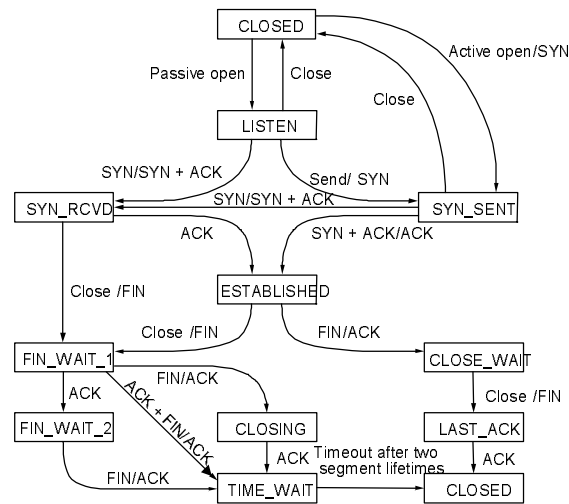 CLOSED
Active open/SYN
Passive open
Close
Close
LISTEN
SYN/SYN + ACK
Send/ SYN
SYN/SYN + ACK
SYN_RCVD
SYN_SENT
ACK
SYN + ACK/ACK
ESTABLISHED
Close /FIN
Close /FIN
FIN/ACK
FIN_WAIT_1
CLOSE_WAIT
FIN/ACK
ACK
ACK + FIN/ACK
Close /FIN
FIN_WAIT_2
CLOSING
LAST_ACK
ACK
Timeout after two
segment lifetimes
ACK
FIN/ACK
TIME_WAIT
CLOSED